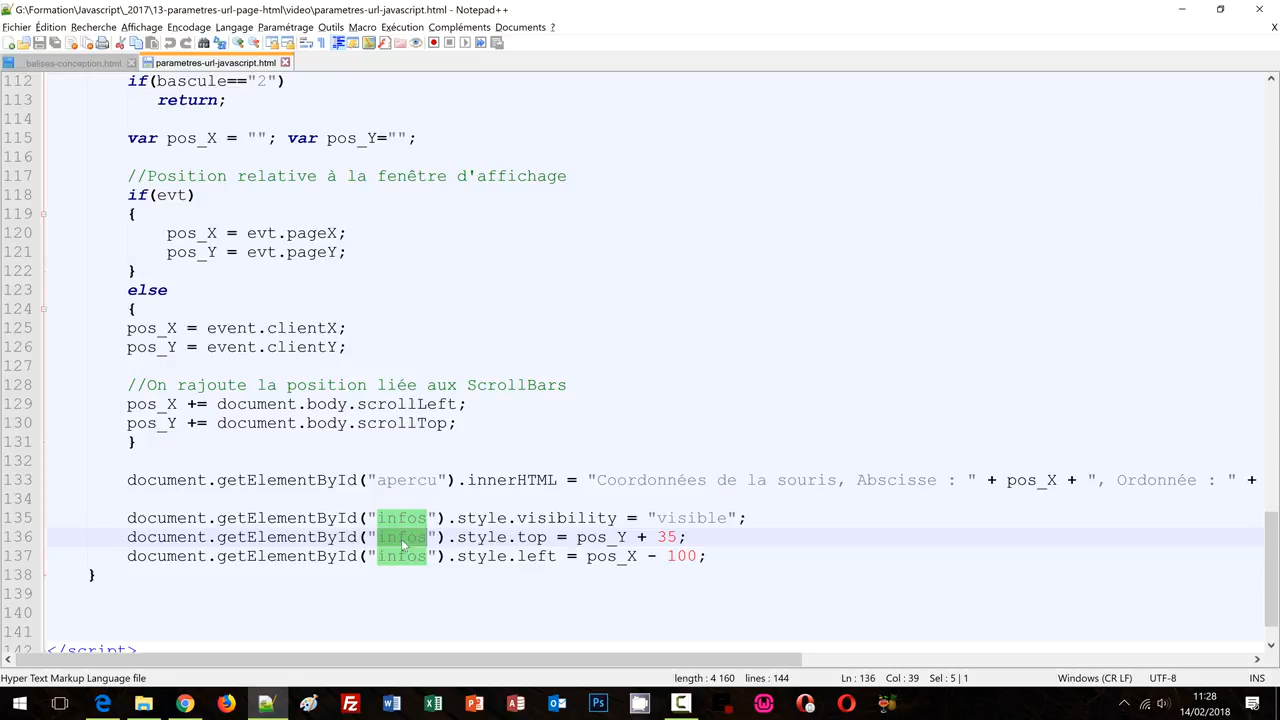 G:\Formation\Javascript\_2017\13-parametres-url-page-html\video\parametres-url-javascript.html - Notepad++
Fichier Édition Recherche Affichage Encodage Langage Paramétrage Outils Macro Exécution Compléments Documents ?
balises-conception.html parametres-url-javascript.html
112 if(bascule=="2")
113 return;
114
115 var pos_X = ""; var pos_Y="";
116
117 //Position relative à la fenêtre d'affichage
118 if(evt)
119 {
120 pos_X = evt.pageX;
121 pos_Y = evt.pageY;
122 }
123 else
124 {
125 pos_X = event.clientX;
126 pos_Y = event.clientY;
127
128 //On rajoute la position liée aux ScrollBars
129 pos_X += document.body.scrollLeft;
130 pos_Y += document.body.scrollTop;
131 }
132
133 document.getElementById("apercu").innerHTML = "Coordonnées de la souris, Abscisse : " + pos_X + ", Ordonnée : " +
134
135 document.getElementById("infos").style.visibility = "visible";
136 document.getElementById("infos").style.top = pos_Y + 35;
137 document.getElementById("infos").style.left = pos_X - 100;
138 }
139
140
141
142 </script>
Hyper Text Markup Language file length : 4 160 lines : 144 Ln : 136 Col : 39 Sel : 5 | 1 Windows (CR LF) UTF-8 INS
11:28
14/02/2018